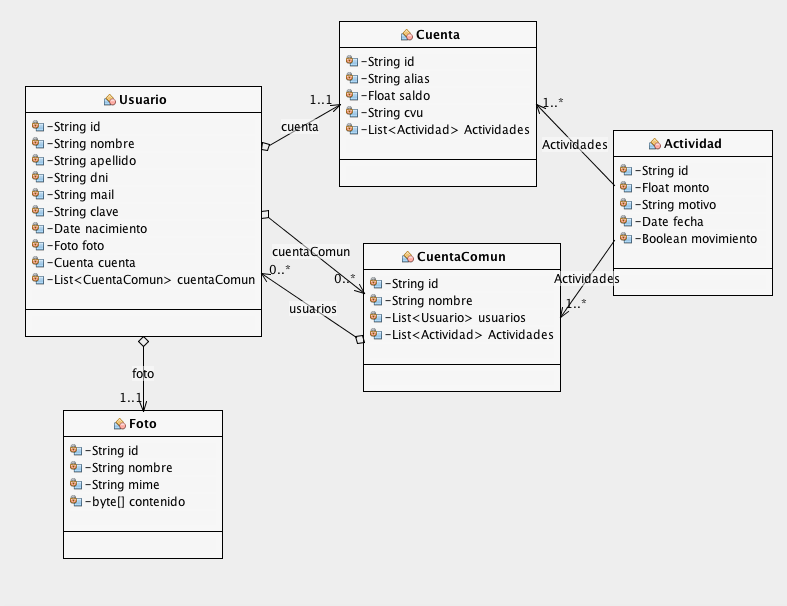 Cuenta
-String id
-String alias
-Float saldo
-String cvu
-List<Actividad> Actividades
Usuario
-String id
-String nombre
-String apellido
-String dni
-String mail
-String clave
-Date nacimiento
-Foto foto
-Cuenta cuenta
-List<CuentaComun> cuentaComun
1..1
cuenta
1..*
Actividades
Actividad
-String id
-Float monto
-String motivo
-Date fecha
-Boolean movimiento
cuentaComun
0..*
0..*
usuarios
CuentaComun
-String id
-String nombre
-List<Usuario> usuarios
-List<Actividad> Actividades
Actividades
1..*
foto
1..1
Foto
-String id
-String nombre
-String mime
-byte[] contenido